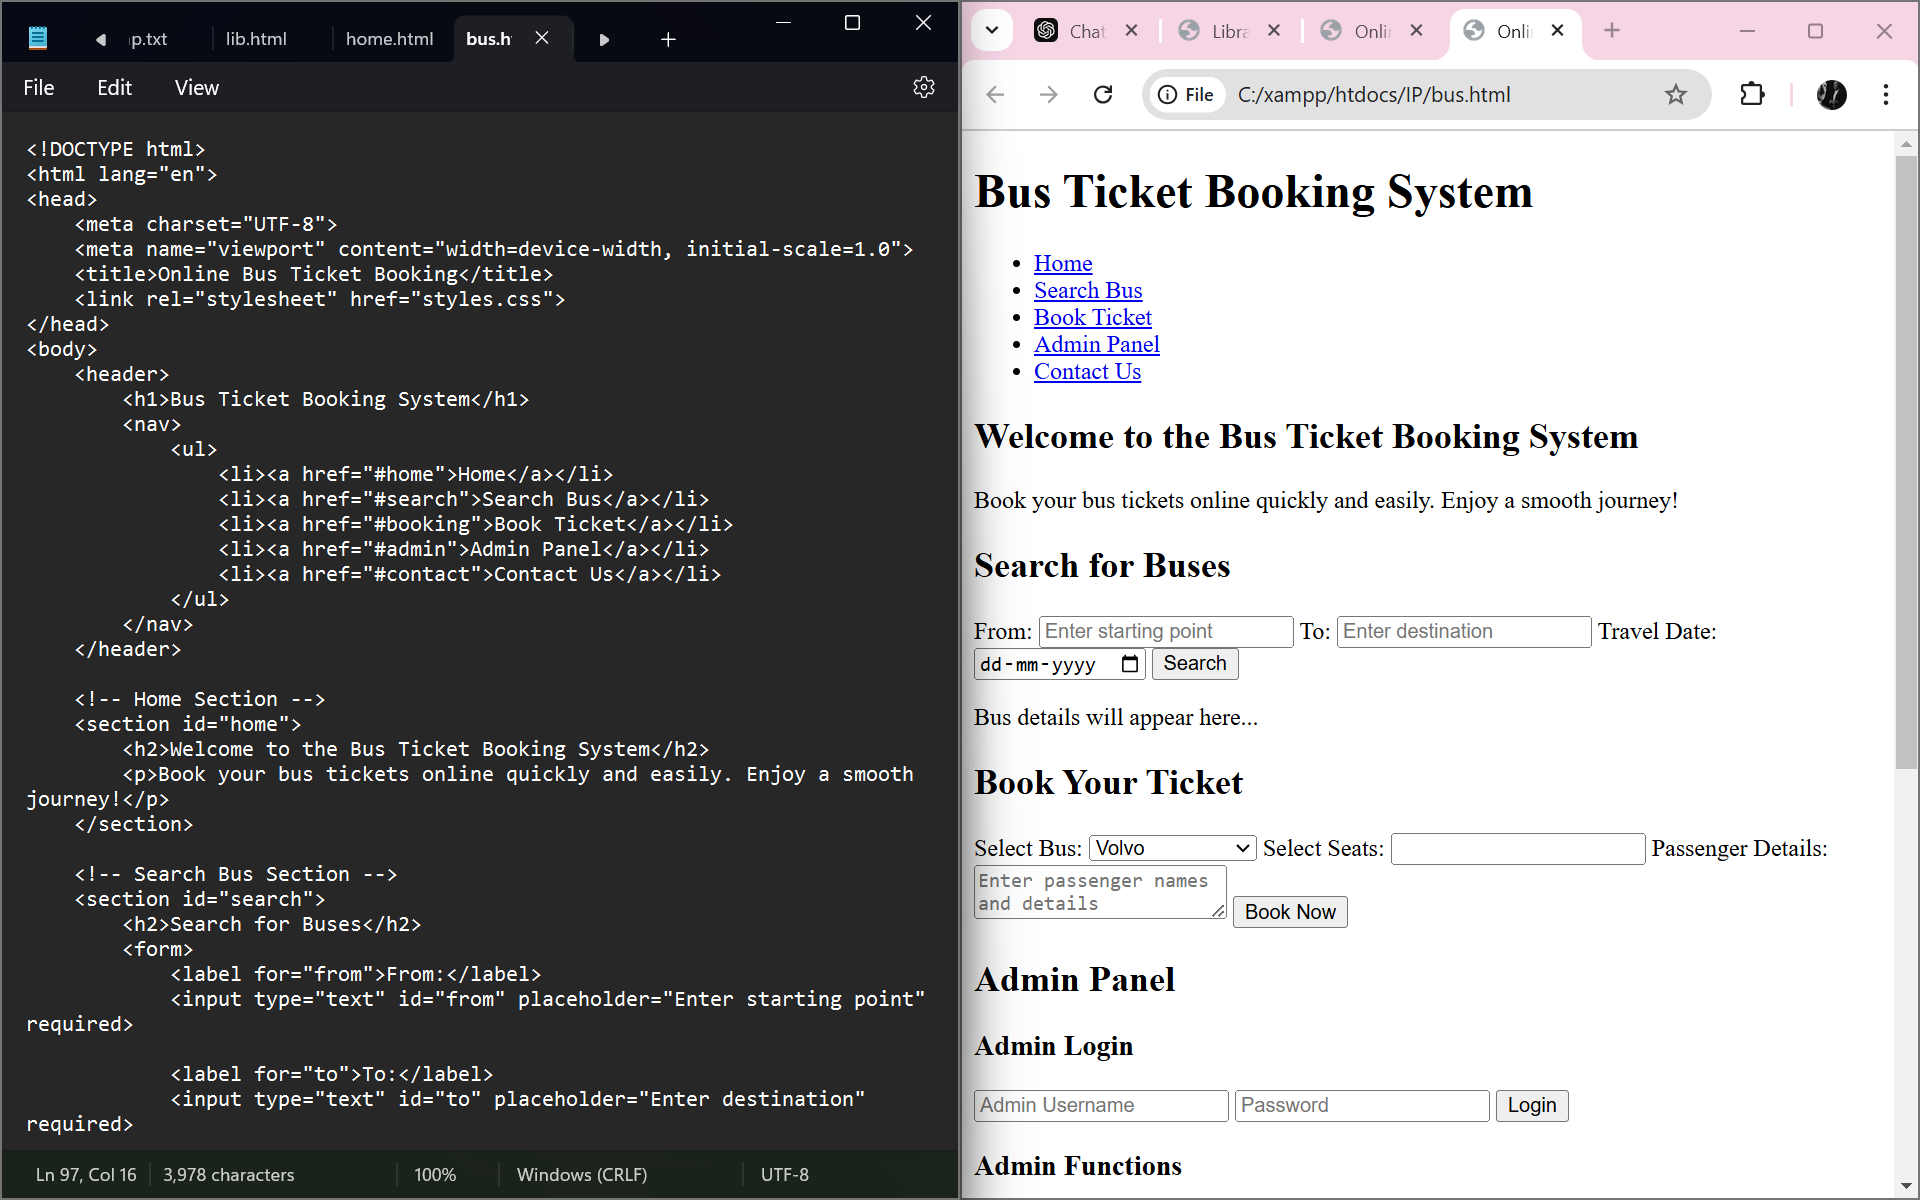 p.txt
lib.html
home.html
bus.h
File
Edit
View
<!DOCTYPE html>
<html lang="en">
<head>
<meta charset="UTF-8">
<meta name="viewport" content="width=device-width, initial-scale=1.0">
<title>Online Bus Ticket Booking</title>
<link rel="stylesheet" href="styles.css">
</head>
<body>
<header>
<h1>Bus Ticket Booking System</h1>
<nav>
<ul>
<li><a href="#home">Home</a></li>
<li><a href="#search">Search Bus</a></li>
<li><a href="#booking">Book Ticket</a></li>
<li><a href="#admin">Admin Panel</a></li>
<li><a href="#contact">Contact Us</a></li>
</ul>
</nav>
</header>
<!-- Home Section -->
<section id="home">
<h2>Welcome to the Bus Ticket Booking System</h2>
<p>Book your bus tickets online quickly and easily. Enjoy a smooth
journey!</p>
</section>
<!-- Search Bus Section -->
<section id="search">
<h2>Search for Buses</h2>
<form>
<label for="from">From:</label>
<input type="text" id="from" placeholder="Enter starting point"
required>
<label for="to">To:</label>
<input type="text" id="to" placeholder="Enter destination"
required>
Ln 97, Col 16
3,978 characters
100%
Windows (CRLF)
UTF-8
Chat
Libra
Onli
Onli
File
C:/xampp/htdocs/IP/bus.html
Bus Ticket Booking System
• Home
• Search Bus
• Book Ticket
• Admin Panel
• Contact Us
Welcome to the Bus Ticket Booking System
Book your bus tickets online quickly and easily. Enjoy a smooth journey!
Search for Buses
From: Enter starting point To: Enter destination Travel Date:
dd-mm-yyyy Search
Bus details will appear here...
Book Your Ticket
Select Bus: Volvo Select Seats: Passenger Details:
Enter passenger names
and details
Book Now
Admin Panel
Admin Login
Admin Username Password Login
Admin Functions